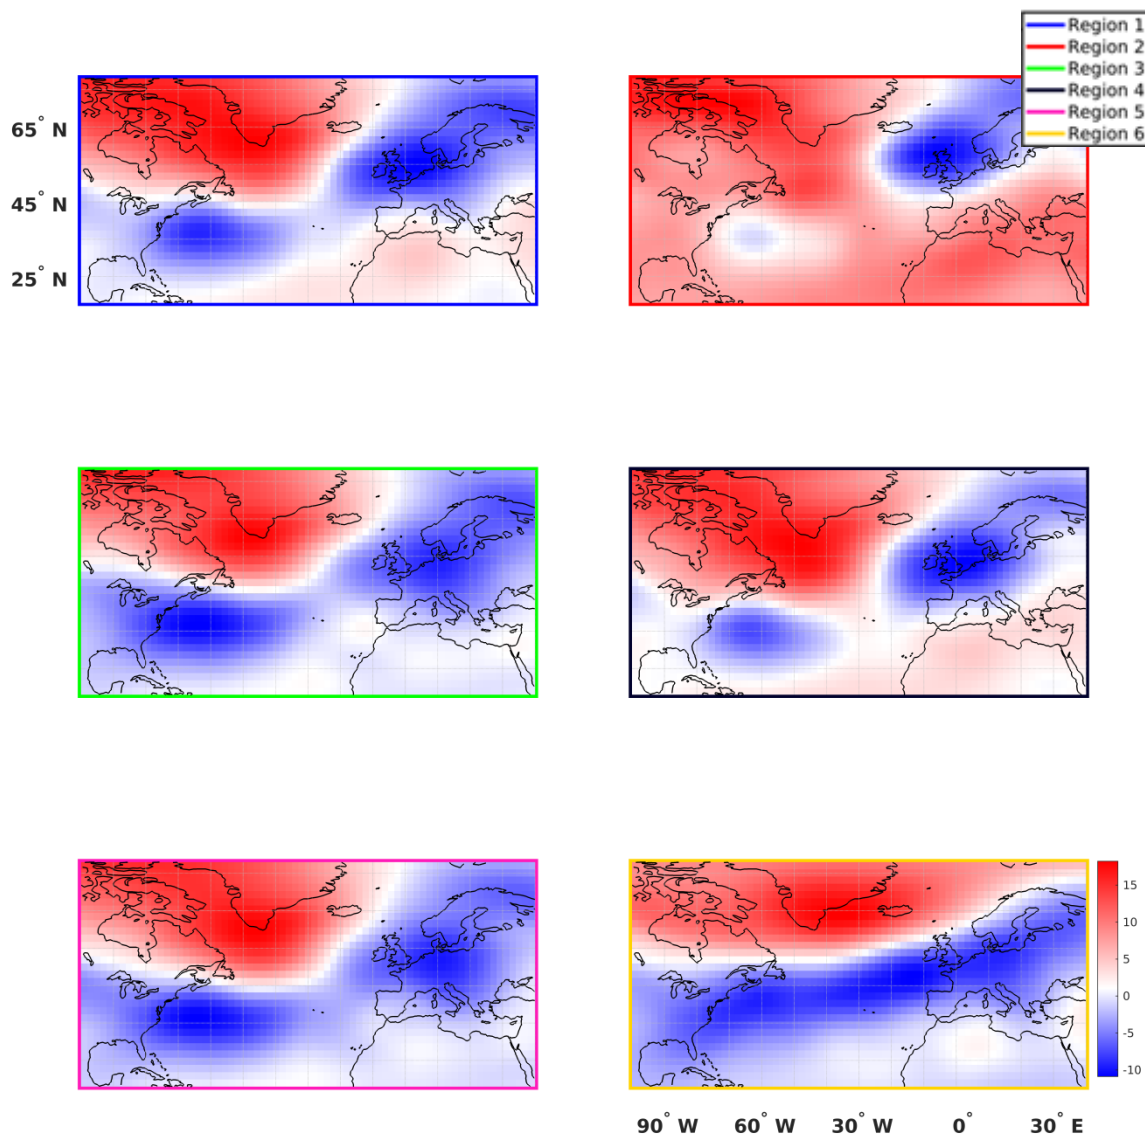 Region 1
Region 2
Region 3
Region 4
Region 5
Region 6
65° N
45° N
25° N
15
10
5
0
-5
-10
90° W 60° W 30° W 0° 30° E